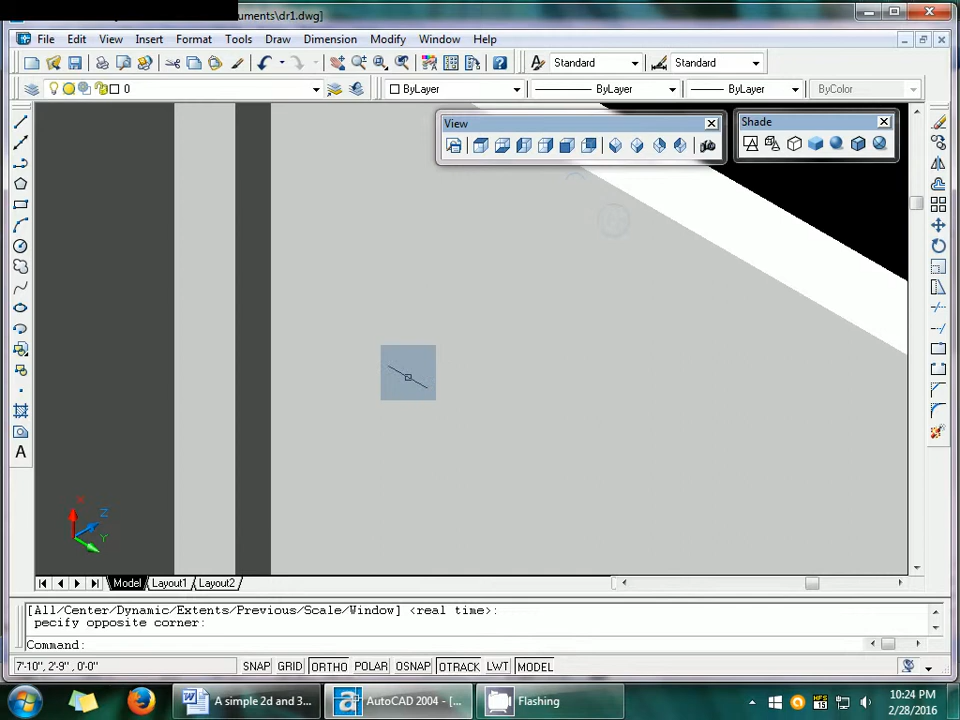 uments\dr1.dwg]
File Edit View Insert Format Tools Draw Dimension Modify Window Help
Standard Standard
0 ByLayer ByLayer ByLayer ByColor
View Shade
X Z Y
Model Layout1 Layout2
[All/Center/Dynamic/Extents/Previous/Scale/Window] <real time>:
pecify opposite corner:
Command:
7'-10", 2'-9", 0'-0" SNAP GRID ORTHO POLAR OSNAP OTRACK LWT MODEL
A simple 2d and 3... AutoCAD 2004 - [... Flashing
10:24 PM
2/28/2016